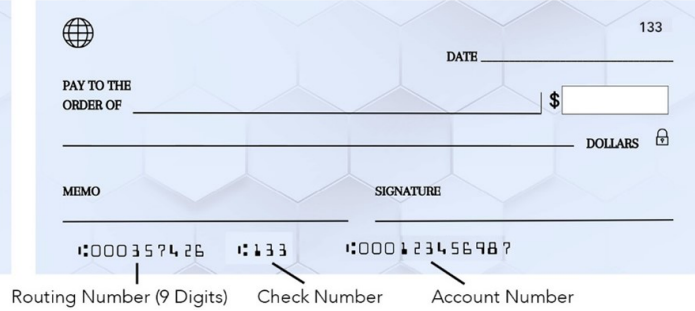 133
DATE
PAY TO THE
ORDER OF
$
DOLLARS
MEMO
SIGNATURE
⑆000357426 ⑆133 ⑆000123456987
Routing Number (9 Digits) Check Number Account Number